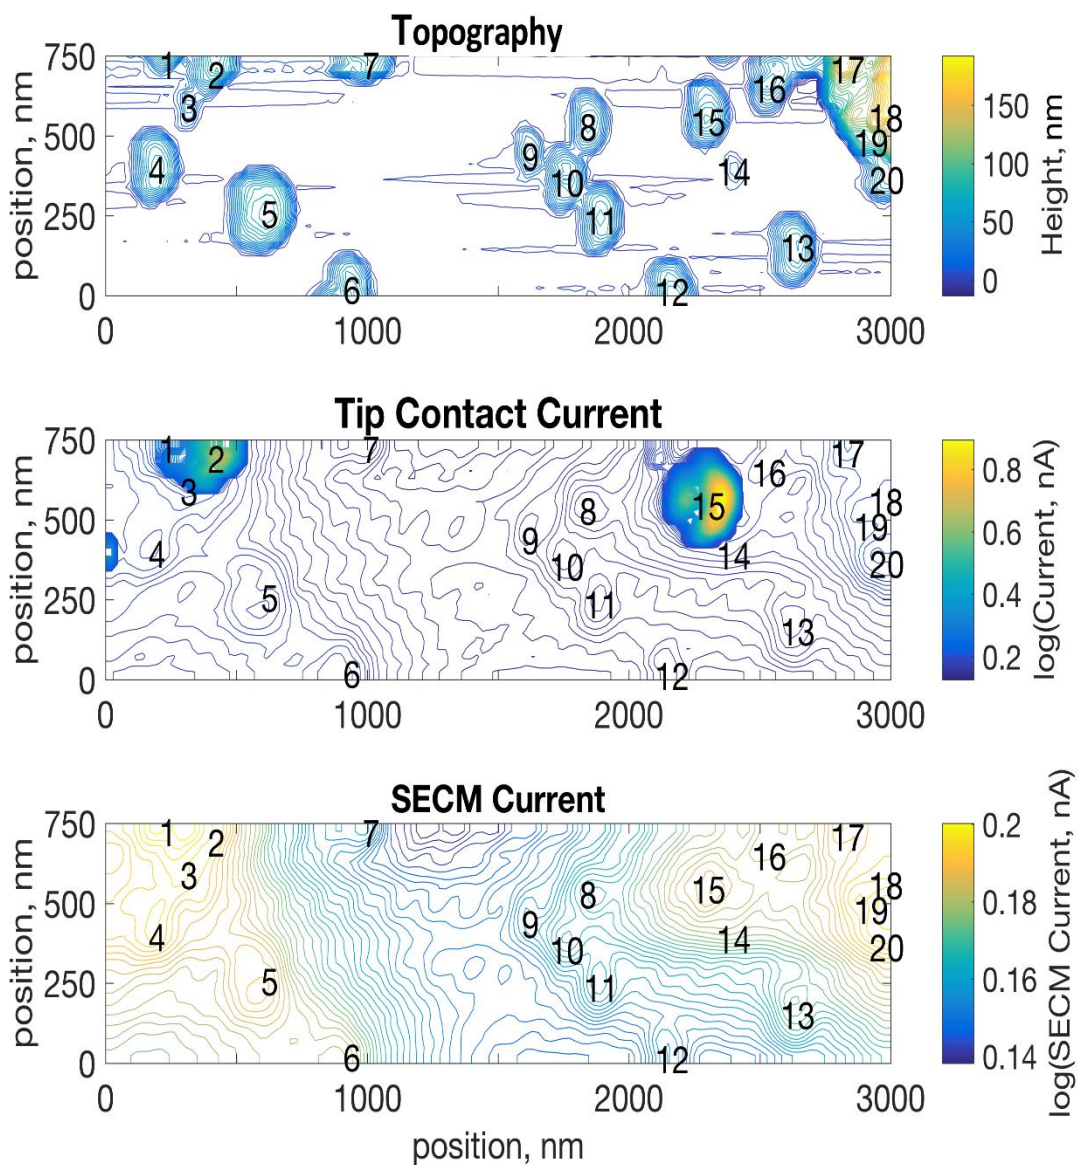 Topography
750
500
250
0
position, nm
1 2 3 4 5 6 7 8 9 10 11 12 13 14 15 16 17 18 19 20
0 1000 2000 3000
150
100
50
0
Height, nm
Tip Contact Current
750
500
250
0
position, nm
1 2 3 4 5 6 7 8 9 10 11 12 13 14 15 16 17 18 19 20
0 1000 2000 3000
0.8
0.6
0.4
0.2
log(Current, nA)
SECM Current
750
500
250
0
position, nm
1 2 3 4 5 6 7 8 9 10 11 12 13 14 15 16 17 18 19 20
0 1000 2000 3000
position, nm
0.2
0.18
0.16
0.14
log(SECM Current, nA)